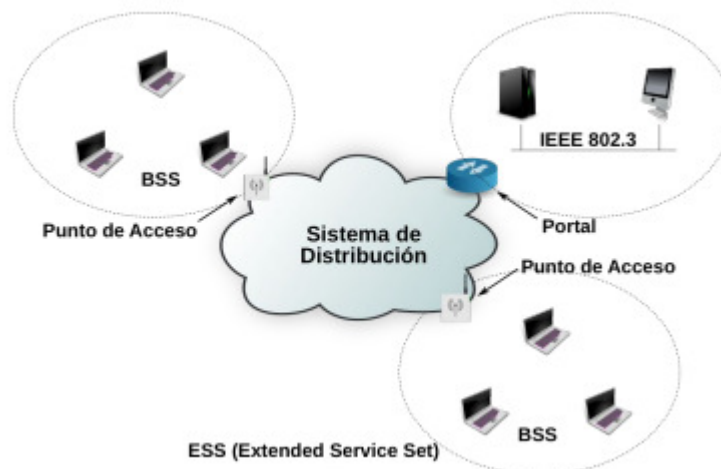 IEEE 802.3
BSS
Punto de Acceso
Portal
Sistema de
Distribución
Punto de Acceso
BSS
ESS (Extended Service Set)